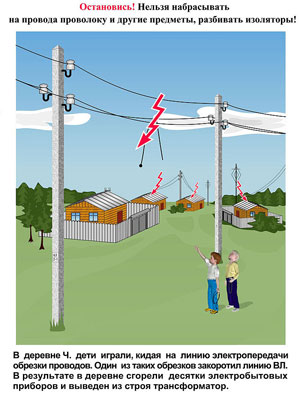 Остановись! Нельзя набрасывать
на провода проволоку и другие предметы, разбивать изоляторы!
В деревне Ч. дети играли, кидая на линию электропередачи
обрезки проводов. Один из таких обрезков закоротил линию ВЛ.
В результате в деревне сгорели десятки электробытовых
приборов и выведен из строя трансформатор.